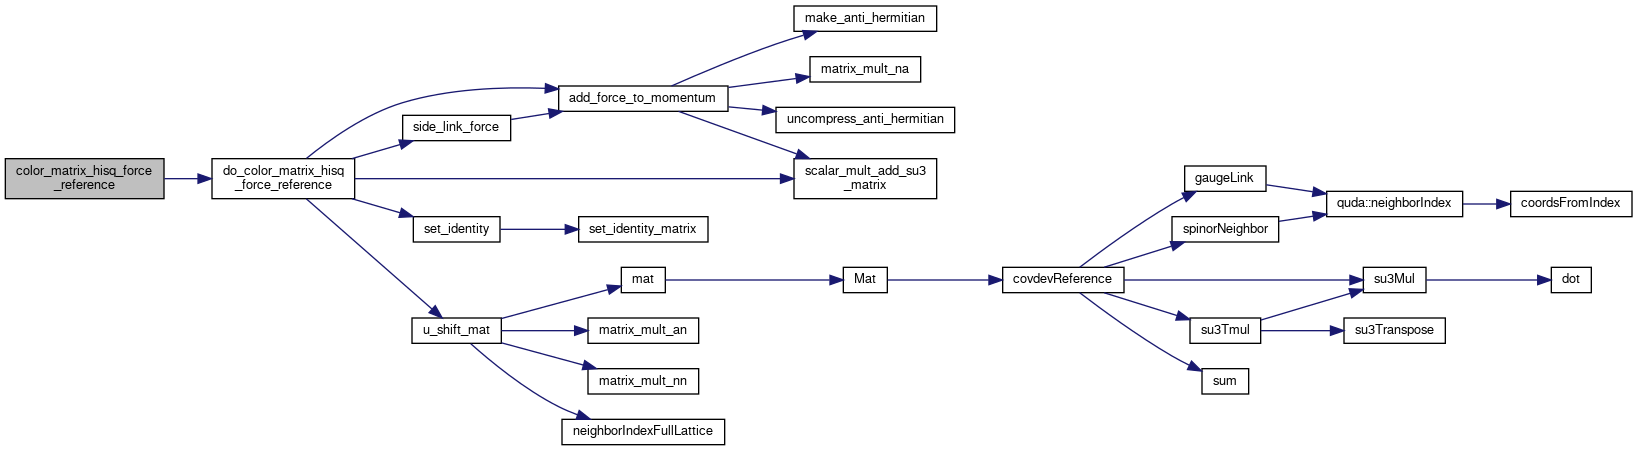 color_matrix_hisq_force
_reference
do_color_matrix_hisq
_force_reference
add_force_to_momentum
side_link_force
make_anti_hermitian
matrix_mult_na
uncompress_anti_hermitian
scalar_mult_add_su3
_matrix
set_identity
set_identity_matrix
u_shift_mat
mat
matrix_mult_an
matrix_mult_nn
neighborIndexFullLattice
Mat
covdevReference
gaugeLink
spinorNeighbor
su3Tmul
sum
quda::neighborIndex
su3Mul
su3Transpose
coordsFromIndex
dot